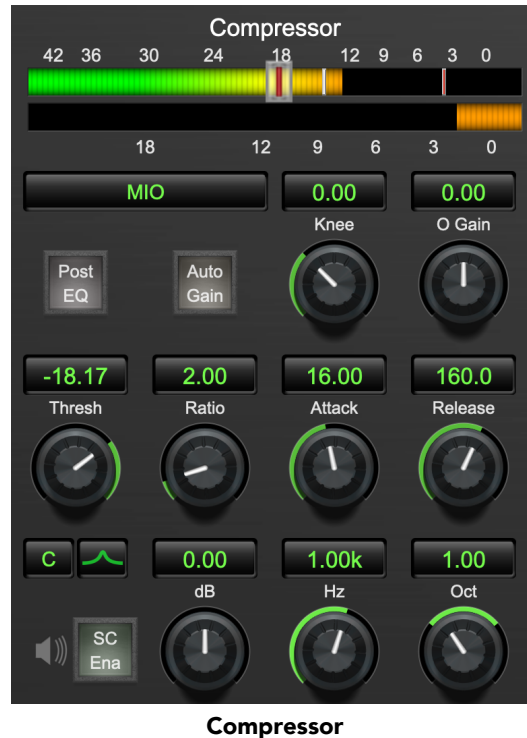 Compressor
42 36 30 24 18 12 9 6 3 0
18 12 9 6 3 0
MIO 0.00 0.00
Knee O Gain
Post
EQ
Auto
Gain
-18.17 2.00 16.00 160.0
Thresh Ratio Attack Release
C 0.00 1.00k 1.00
dB Hz Oct
SC
Ena
Compressor